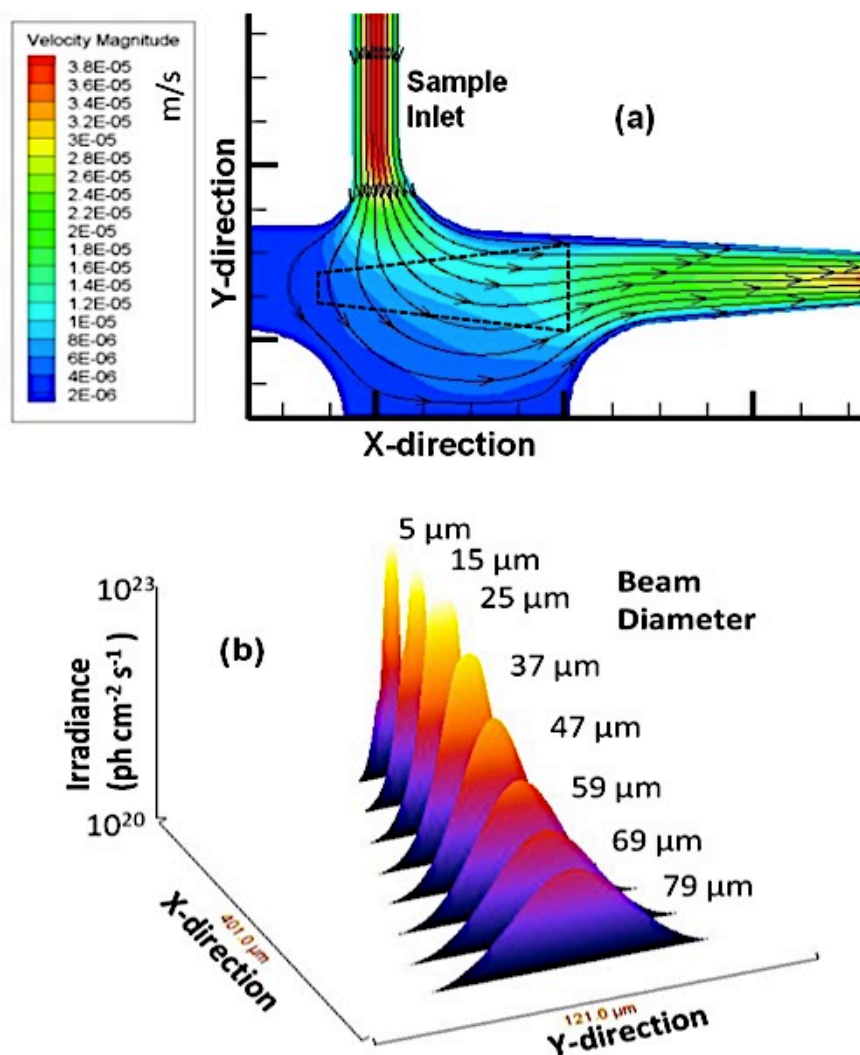 Velocity Magnitude
3.8E-05
3.6E-05
3.4E-05
3.2E-05
3E-05
2.8E-05
2.6E-05
2.4E-05
2.2E-05
2E-05
1.8E-05
1.6E-05
1.4E-05
1.2E-05
1E-05
8E-06
6E-06
4E-06
2E-06
m/s
Sample
Inlet
(a)
Y-direction
X-direction
5 µm
15 µm
25 µm
37 µm
47 µm
59 µm
69 µm
79 µm
Beam
Diameter
(b)
10²³
Irradiance
(ph cm⁻² s⁻¹ )
10²⁰
401.0 µm
X-direction
121.0 µm
Y-direction